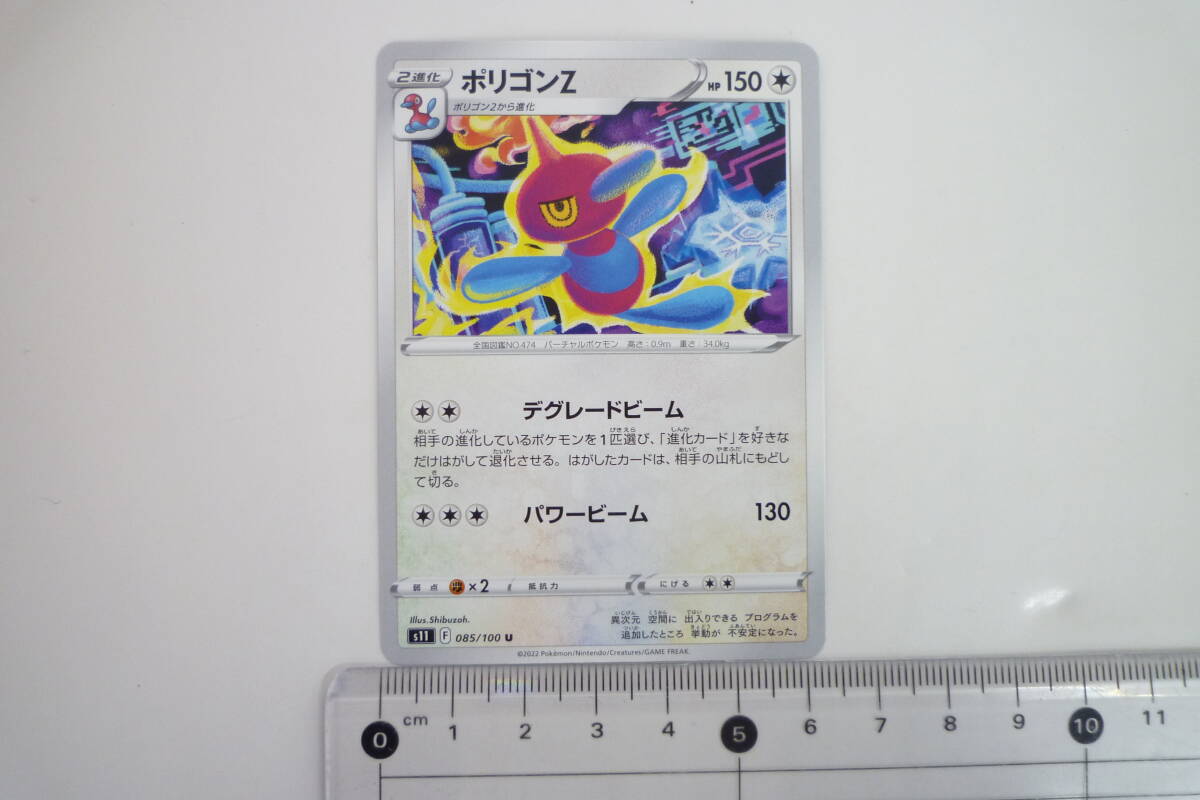 2進化
ポリゴンZ
HP 150
ポリゴン2から進化
全国図鑑NO.474 バーチャルポケモン 高さ:0.9m 重さ:34.0kg
デグレードビーム
相手の進化しているポケモンを1匹選び、「進化カード」を好きな
だけはがして退化させる。はがしたカードは、相手の山札にもどし
て切る。
パワービーム 130
弱点 ×2 抵抗力 にげる
Illus.Shibuzoh.
s11 F 085/100 U
異次元 空間に 出入りできる プログラムを
追加したところ 挙動が 不安定になった。
©2022 Pokémon/Nintendo/Creatures/GAME FREAK.
0 cm 1 2 3 4 5 6 7 8 9 10 11